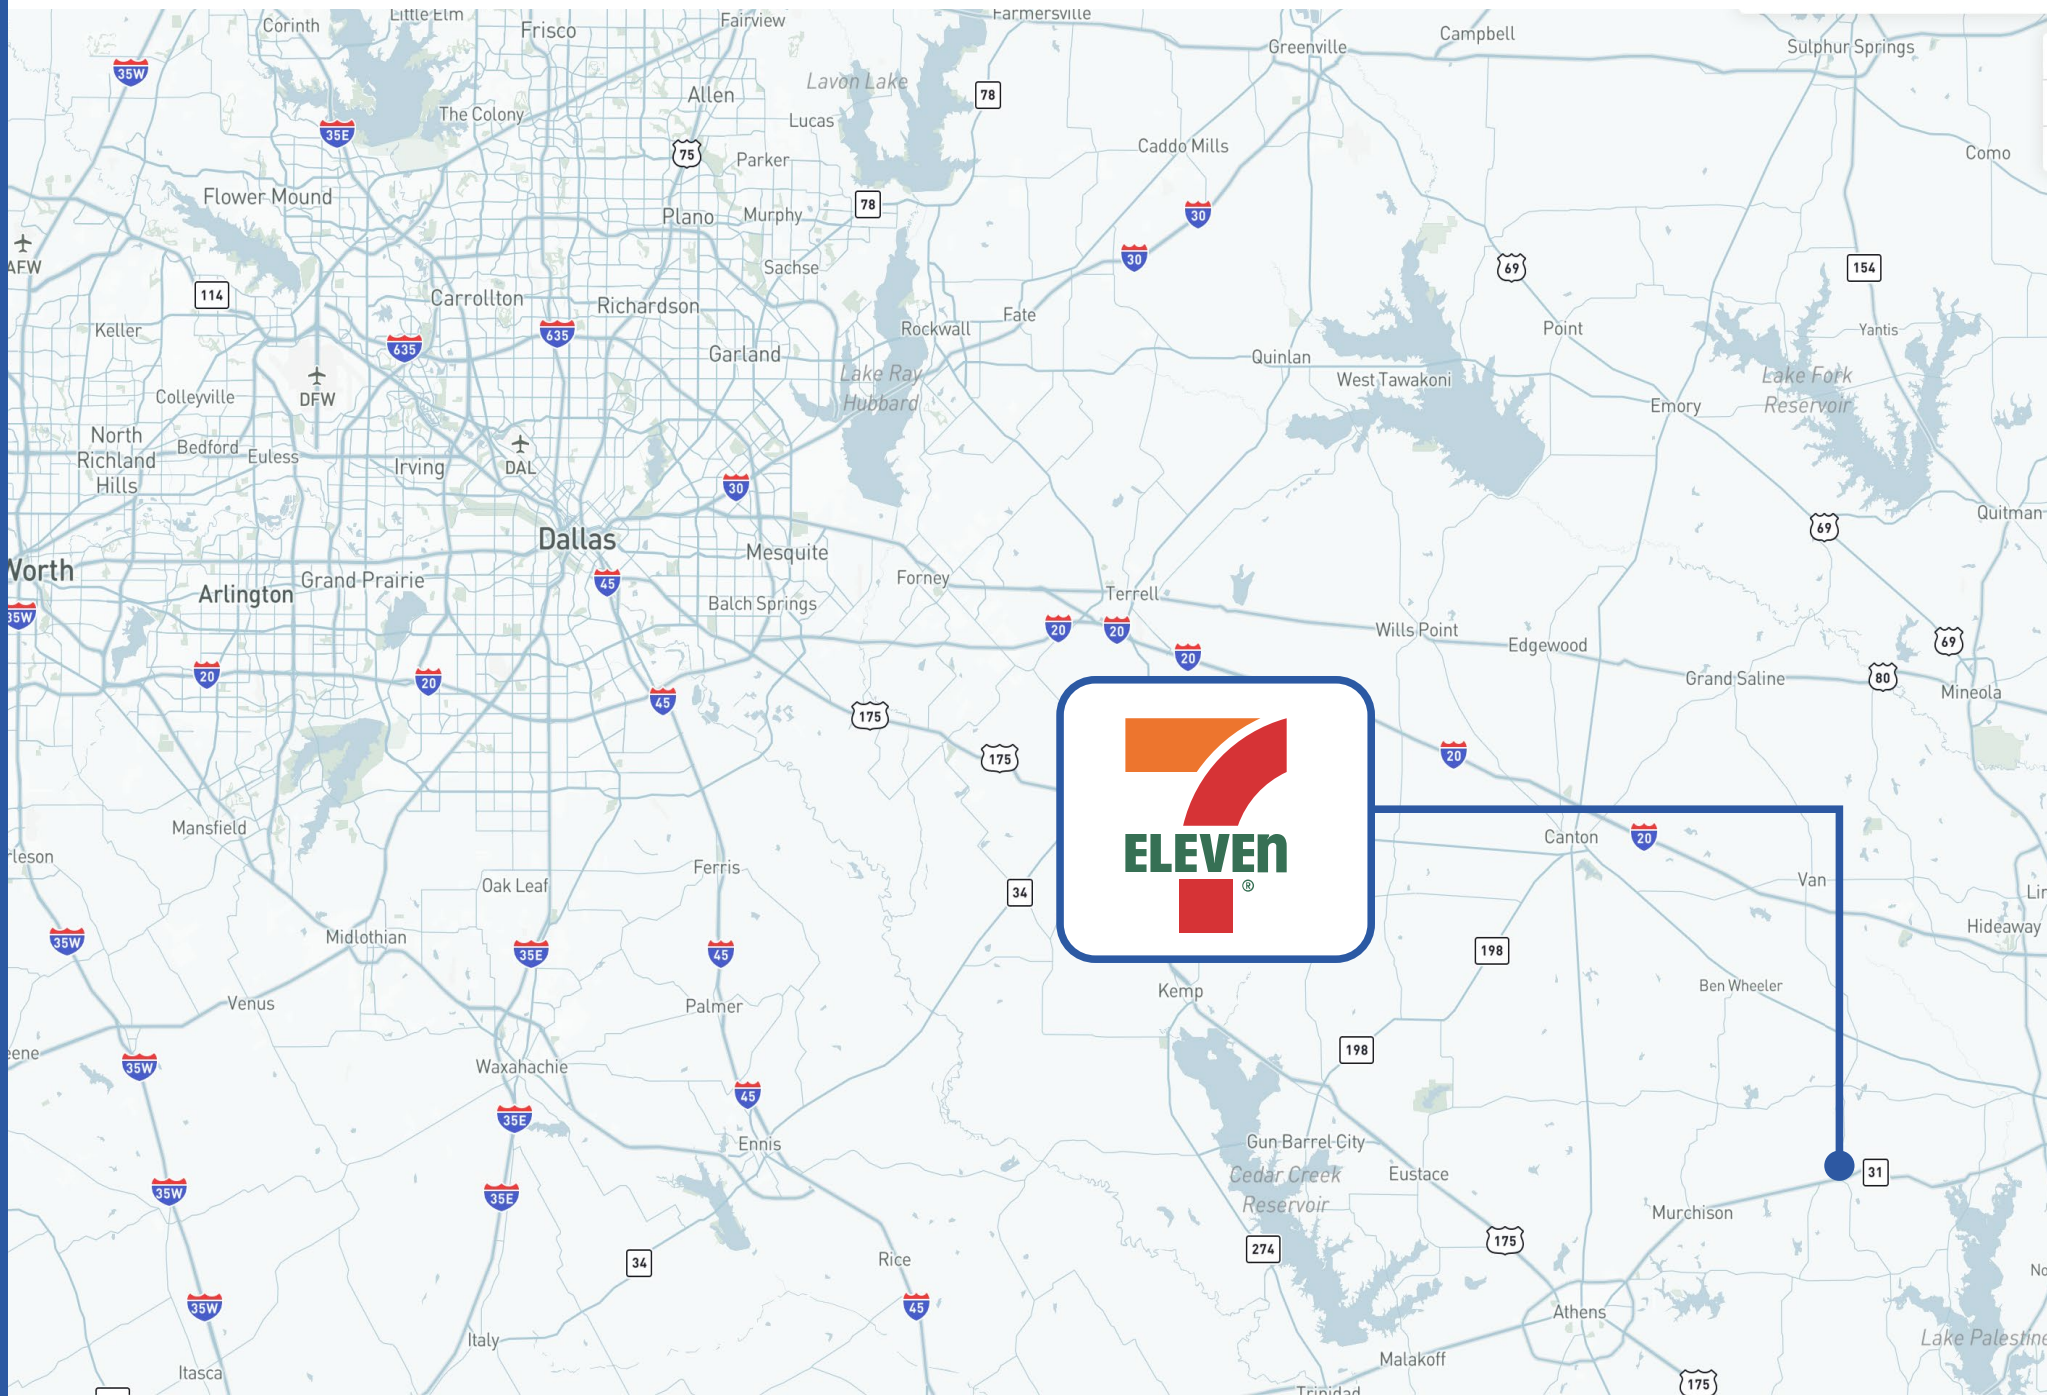 Corinth
Little Elm
Frisco
Fairview
Farmersville
Greenville
Campbell
Sulphur Springs
35W
Allen
Lavon Lake
78
The Colony
Lucas
35E
75
Parker
Caddo Mills
Como
Flower Mound
Plano
Murphy
78
30
AFW
Sachse
30
69
154
114
Carrollton
Richardson
Fate
Rockwall
Point
Yantis
Keller
635
635
Garland
Quinlan
West Tawakoni
Lake Ray
Hubbard
Lake Fork
Reservoir
Colleyville
DFW
Emory
North
Richland
Hills
Bedford
Euless
Irving
DAL
30
Quitman
69
Dallas
Mesquite
Worth
Arlington
Grand Prairie
45
Forney
Terrell
Balch Springs
35W
20
20
20
Wills Point
Edgewood
69
20
20
45
Grand Saline
80
Mineola
175
175
20
7
ELEVEn
®
Mansfield
Canton
20
rleson
Ferris
Van
Oak Leaf
34
Lin
Hideaway
35W
Midlothian
35E
45
198
Venus
Palmer
Kemp
Ben Wheeler
eene
35W
Waxahachie
198
35E
45
Ennis
Gun Barrel City
Cedar Creek
Reservoir
Eustace
31
35W
35E
Murchison
34
Rice
274
175
No
35W
45
Athens
Italy
Lake Palestine
Itasca
Malakoff
Trinidad
175